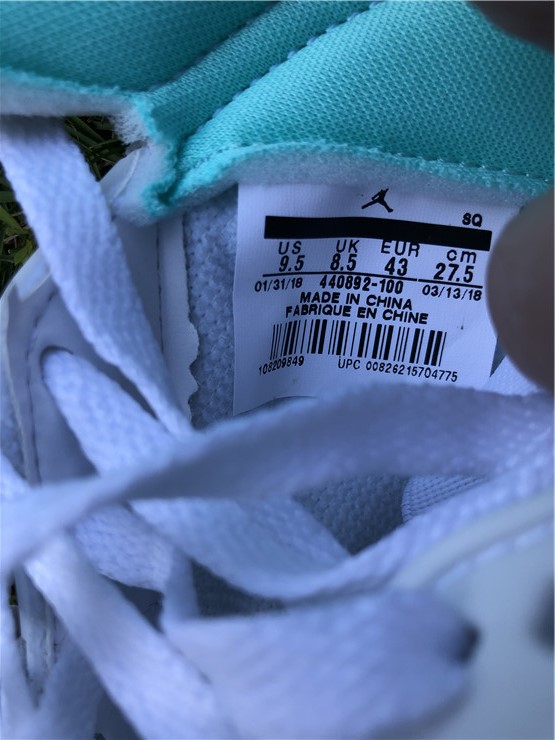 SQ
US UK EUR cm
9.5 8.5 43 27.5
01/31/18 440892-100 03/13/18
MADE IN CHINA
FABRIQUE EN CHINE
108209849 UPC 00826215704775